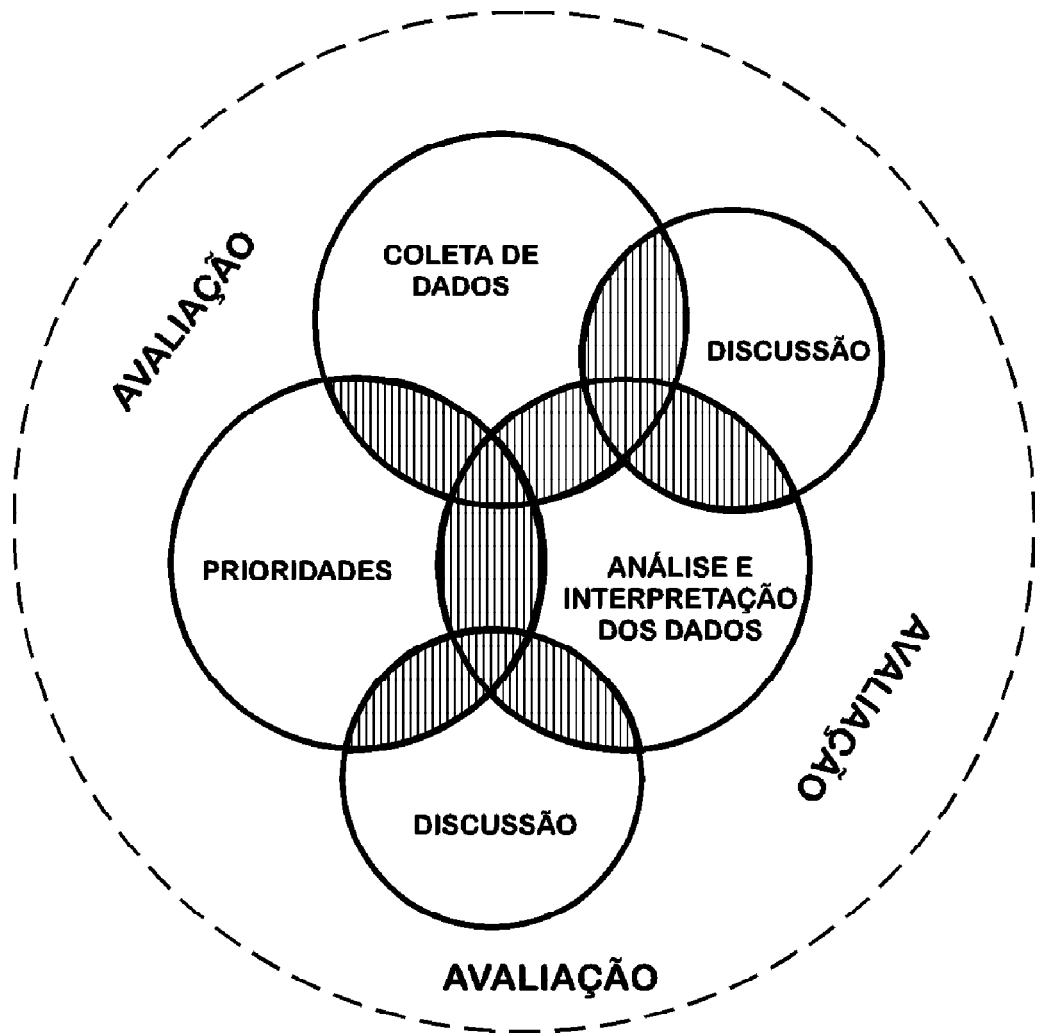 AVALIAÇÃO
COLETA DE
DADOS
DISCUSSÃO
PRIORIDADES
ANÁLISE E
INTERPRETAÇÃO
DOS DADOS
AVALIAÇÃO
DISCUSSÃO
AVALIAÇÃO